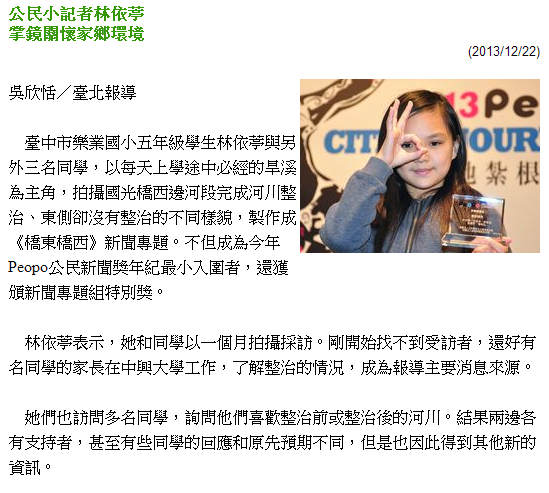 公民小記者林依葶
掌鏡關懷家鄉環境
(2013/12/22)
吳欣恬／臺北報導
臺中市樂業國小五年級學生林依葶與另
外三名同學，以每天上學途中必經的旱溪
為主角，拍攝國光橋西邊河段完成河川整
治、東側卻沒有整治的不同樣貌，製作成
《橋東橋西》新聞專題。不但成為今年
Peopo公民新聞獎年紀最小入圍者，還獲
頒新聞專題組特別獎。
13Pe
CITI
OUR
地紮根
林依葶表示，她和同學以一個月拍攝採訪。剛開始找不到受訪者，還好有
名同學的家長在中興大學工作，了解整治的情況，成為報導主要消息來源。
她們也訪問多名同學，詢問他們喜歡整治前或整治後的河川。結果兩邊各
有支持者，甚至有些同學的回應和原先預期不同，但是也因此得到其他新的
資訊。